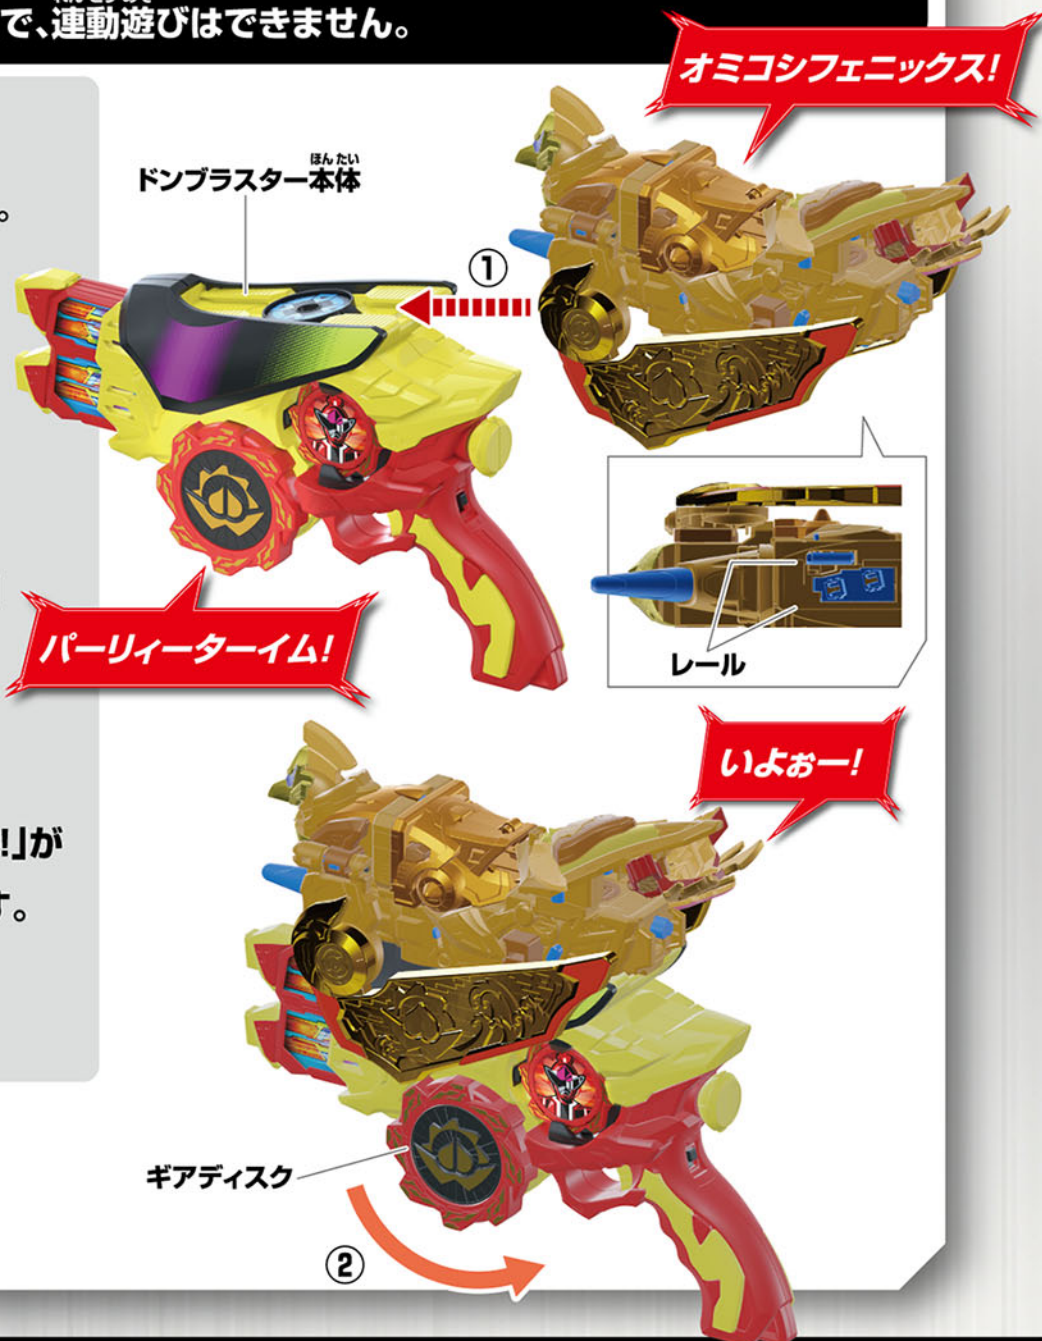 で、連動遊びはできません。
オミコシフェニックス!
ほんたい
ドンブラスター本体
。
①
パーリィーターイム!
レール
いよぉー!
!」が
す。
ギアディスク
②